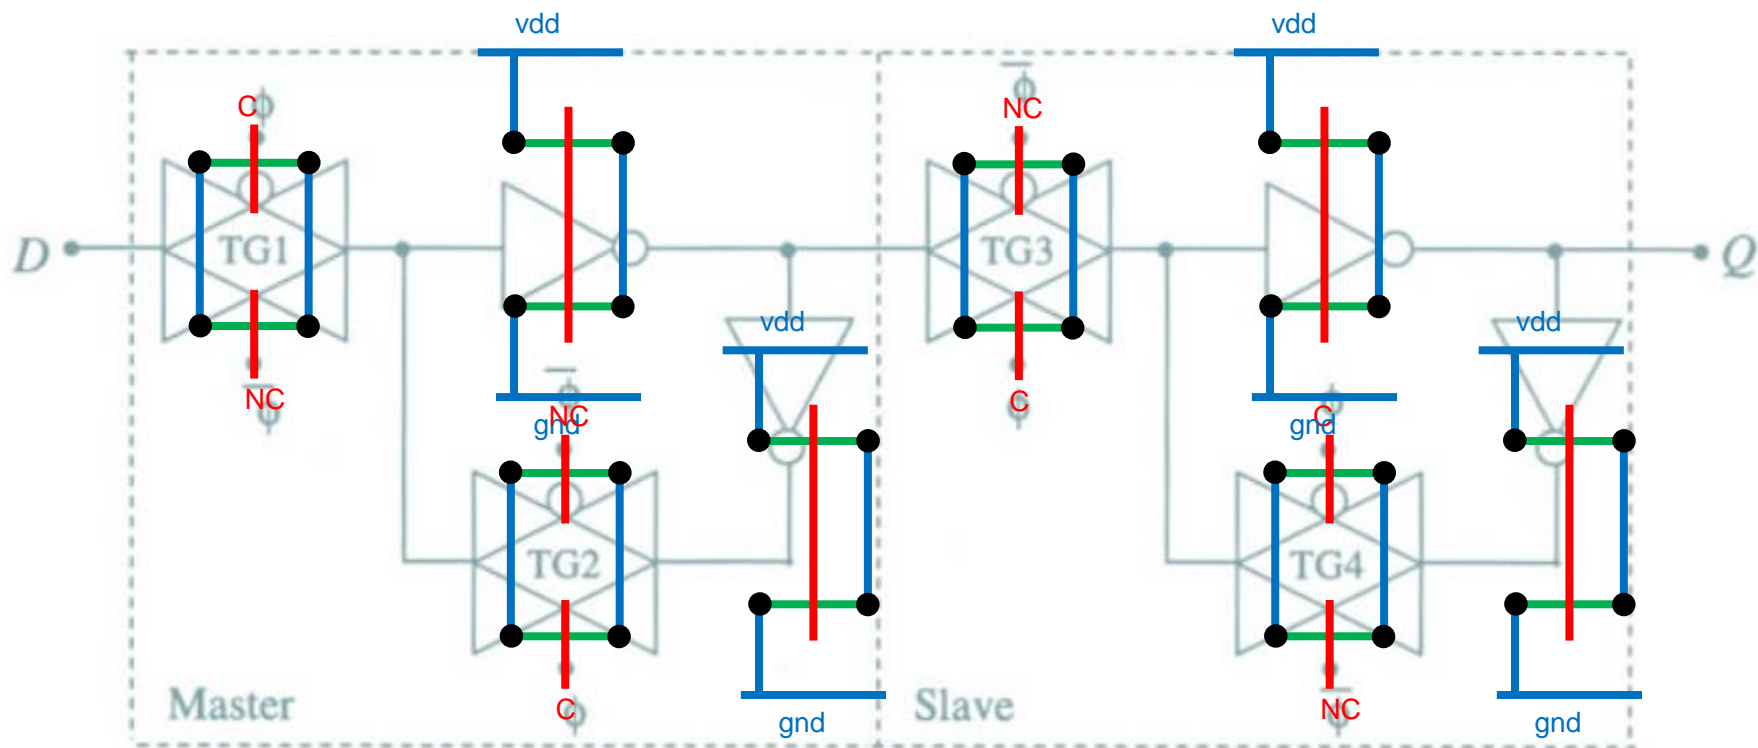 vdd
vdd
C ϕ
ϕ̅
NC
D
TG1
TG3
Q
NC
ϕ̅
vdd
vdd
ϕ̅
NC
gnd
C
ϕ
ϕ
C
gnd
TG2
TG4
Master
C ϕ
gnd
Slave
NC
ϕ̅
gnd